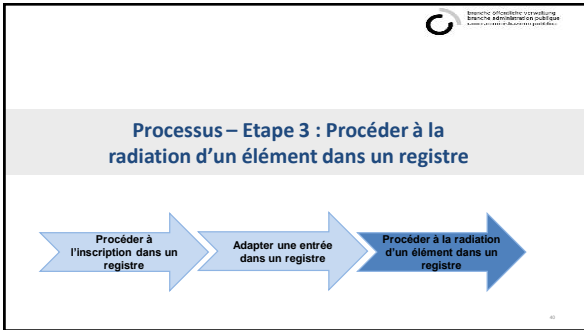 branche öffentliche verwaltung
branche administration publique
Processus – Etape 3 : Procéder à la
radiation d’un élément dans un registre
Procéder à
l’inscription dans un
registre
Adapter une entrée
dans un registre
Procéder à la radiation
d’un élément dans un
registre